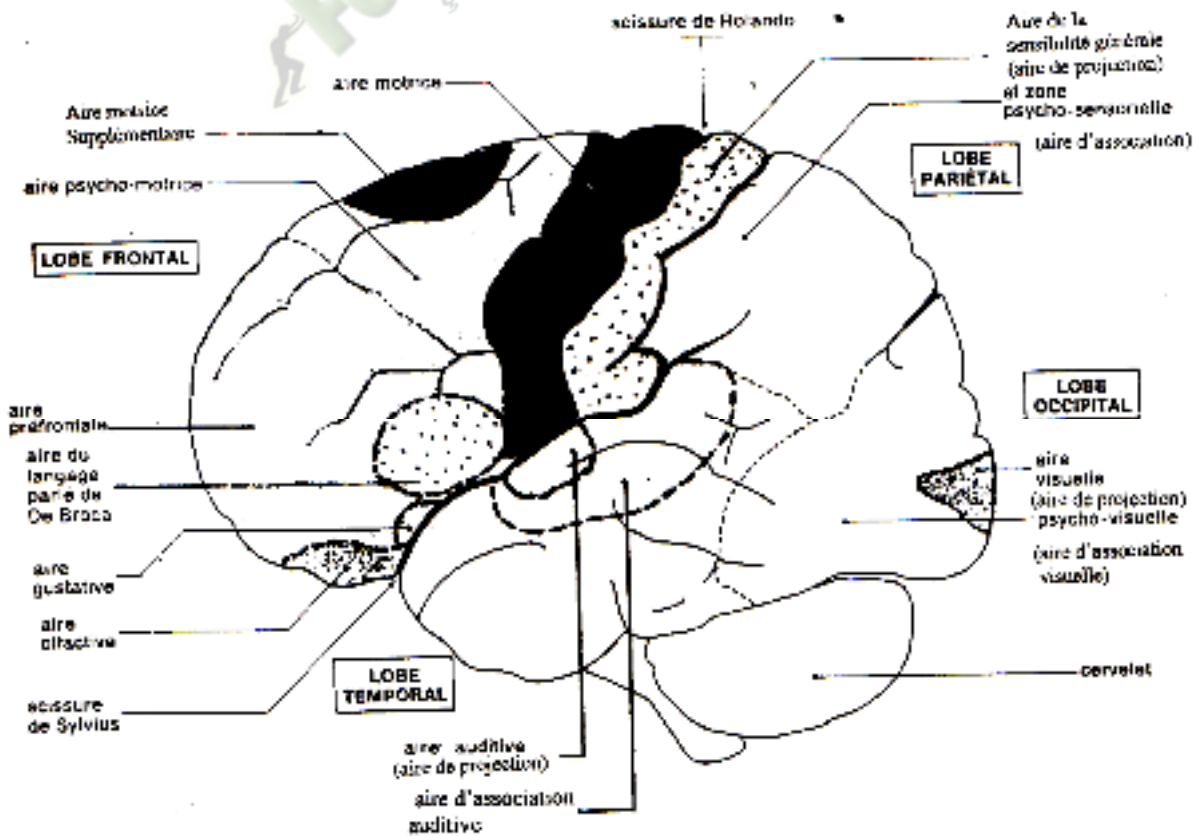 scissure de Rolando
Aire de la
sensibilité générale
(aire de projection)
et zone
psycho-sensorielle
(aire d'association)
aire motrice
Aire motrice
Supplémentaire
aire psycho-motrice
LOBE
PARIÉTAL
LOBE FRONTAL
LOBE
OCCIPITAL
aire
préfrontale
aire du
langage
parlé de
De Broca
aire
visuelle
(aire de projection)
psycho-visuelle
(aire d'association
visuelle)
aire
gustative
aire
olfactive
LOBE
TEMPORAL
cervelet
scissure
de Sylvius
aire auditive
(aire de projection)
aire d'association
auditive